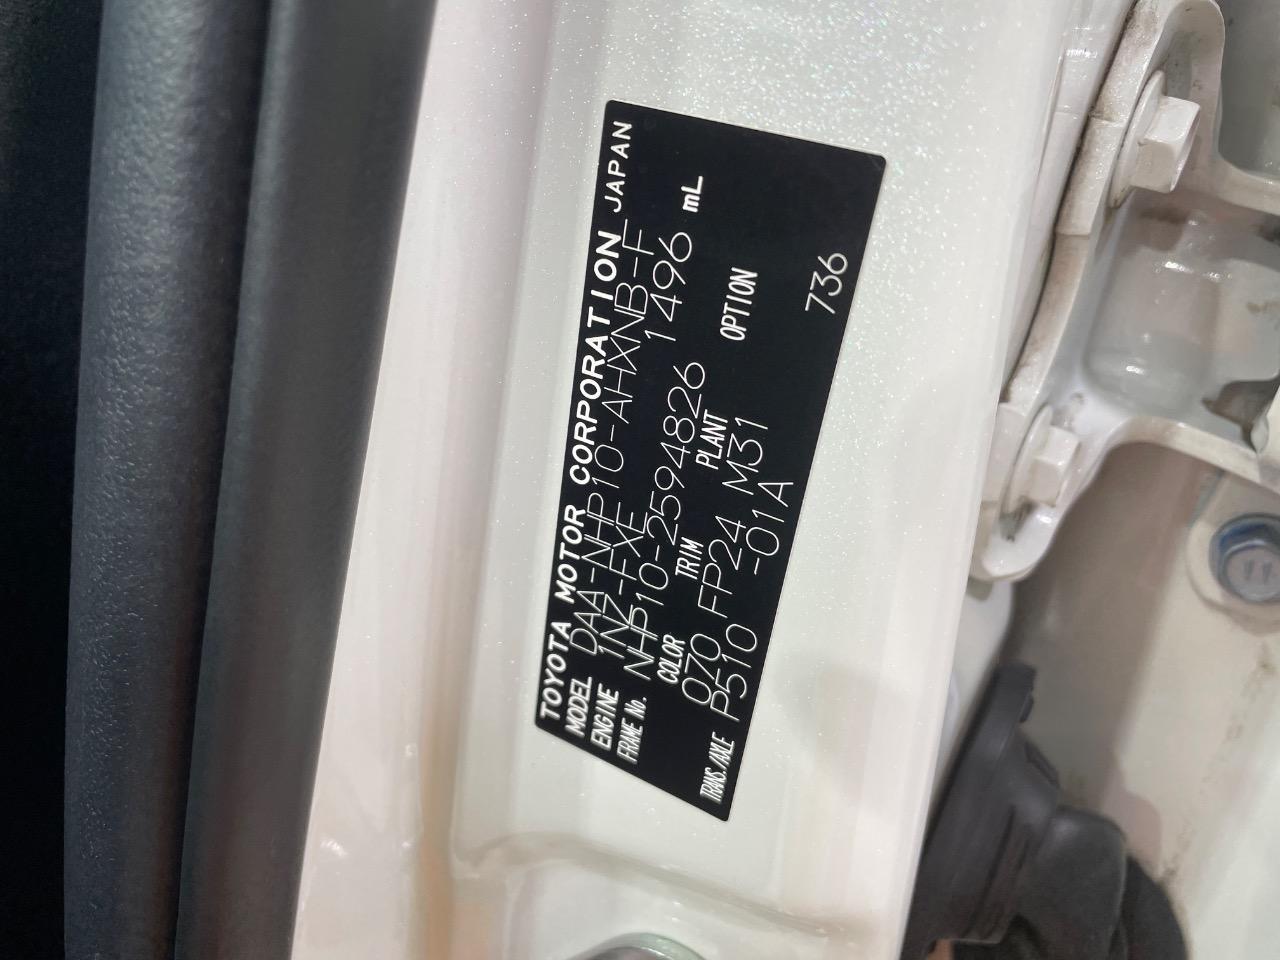 TOYOTA MOTOR CORPORATION JAPAN
MODEL DAA-NHP10-AHXNB-F
ENGINE 1NZ-FXE 1496 mL
FRAME No. NHP10-2594826
COLOR TRIM PLANT OPTION
070 FP24 M31
TRANS./AXLE P510 -01A 736